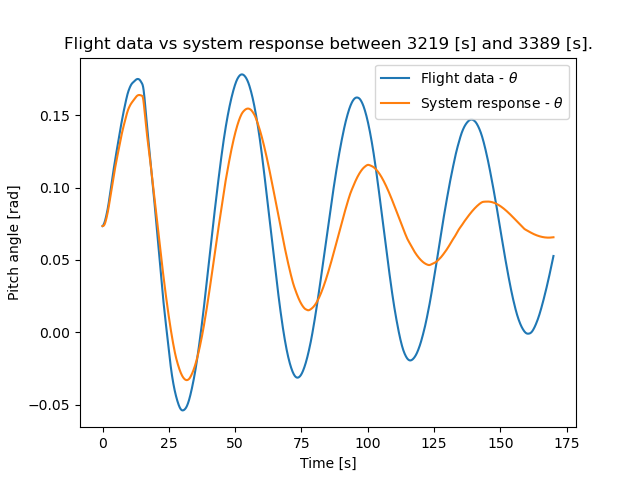 Flight data vs system response between 3219 [s] and 3389 [s].
Flight data - θ
System response - θ
Pitch angle [rad]
0.15
0.10
0.05
0.00
−0.05
0 25 50 75 100 125 150 175
Time [s]